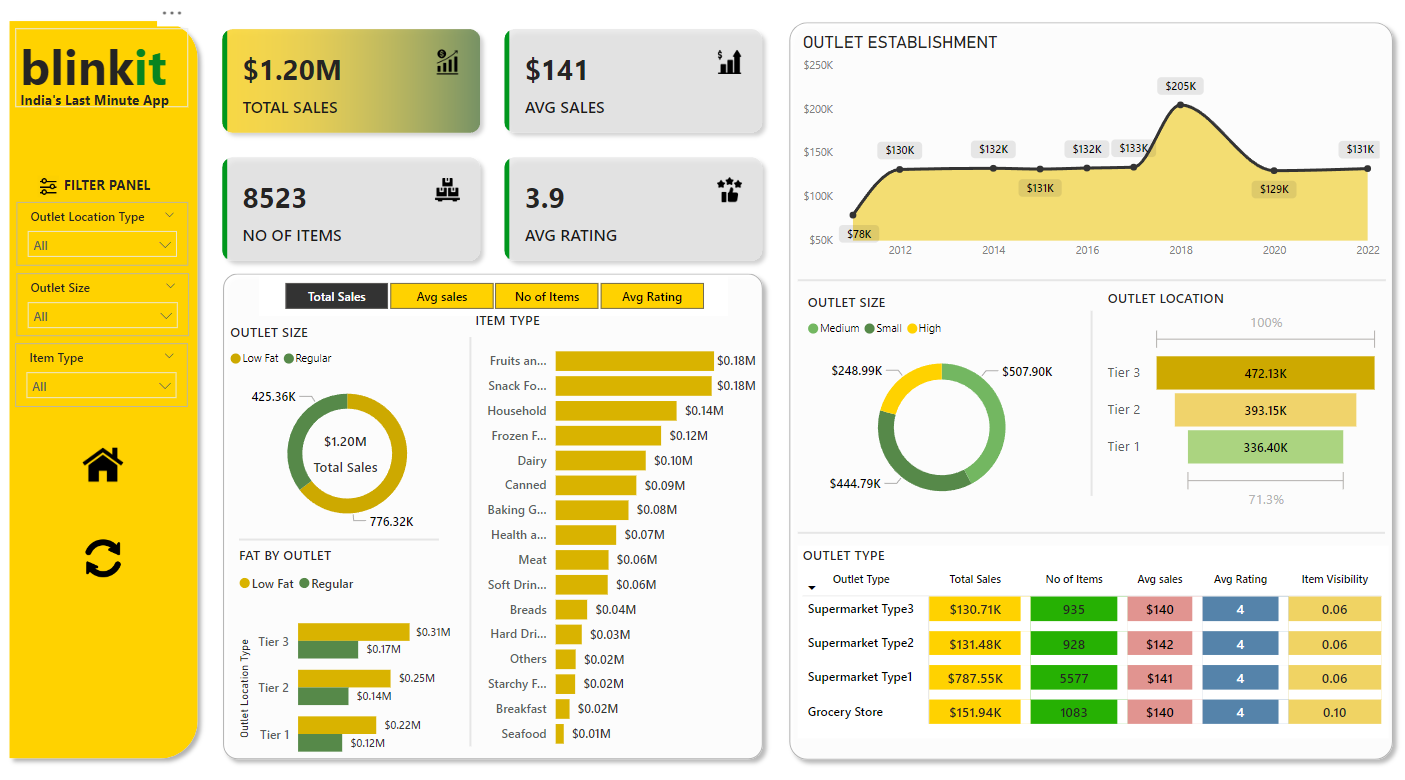 blinkit
India's Last Minute App
FILTER PANEL
Outlet Location Type
All
Outlet Size
All
Item Type
All
$1.20M
TOTAL SALES
$141
AVG SALES
8523
NO OF ITEMS
3.9
AVG RATING
Total Sales Avg sales No of Items Avg Rating
OUTLET SIZE
Low Fat Regular
425.36K
$1.20M
Total Sales
776.32K
FAT BY OUTLET
Low Fat Regular
Outlet Location Type
Tier 3 $0.31M
$0.17M
Tier 2 $0.25M
$0.14M
Tier 1 $0.22M
$0.12M
ITEM TYPE
Fruits an... $0.18M
Snack Fo... $0.18M
Household $0.14M
Frozen F... $0.12M
Dairy $0.10M
Canned $0.09M
Baking G... $0.08M
Health a... $0.07M
Meat $0.06M
Soft Drin... $0.06M
Breads $0.04M
Hard Dri... $0.03M
Others $0.02M
Starchy F... $0.02M
Breakfast $0.02M
Seafood $0.01M
OUTLET ESTABLISHMENT
$250K
$200K
$150K
$100K
$50K
$78K
$130K
$132K
$131K
$132K
$133K
$205K
$129K
$131K
2012 2014 2016 2018 2020 2022
OUTLET SIZE
Medium Small High
$248.99K
$507.90K
$444.79K
OUTLET LOCATION
100%
Tier 3 472.13K
Tier 2 393.15K
Tier 1 336.40K
71.3%
OUTLET TYPE
Outlet Type Total Sales No of Items Avg sales Avg Rating Item Visibility
Supermarket Type3 $130.71K 935 $140 4 0.06
Supermarket Type2 $131.48K 928 $142 4 0.06
Supermarket Type1 $787.55K 5577 $141 4 0.06
Grocery Store $151.94K 1083 $140 4 0.10